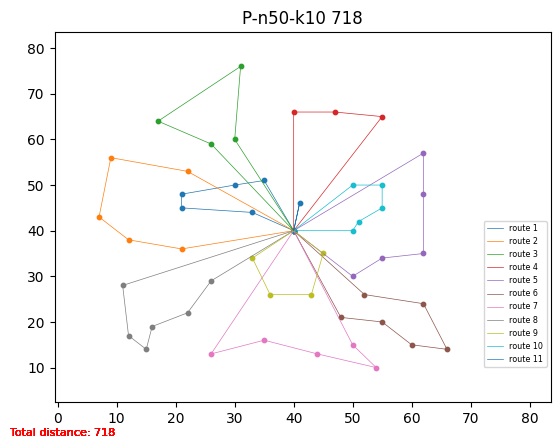 P-n50-k10 718
80
70
60
50
40
30
20
10
0 10 20 30 40 50 60 70 80
route 1
route 2
route 3
route 4
route 5
route 6
route 7
route 8
route 9
route 10
route 11
Total distance: 718